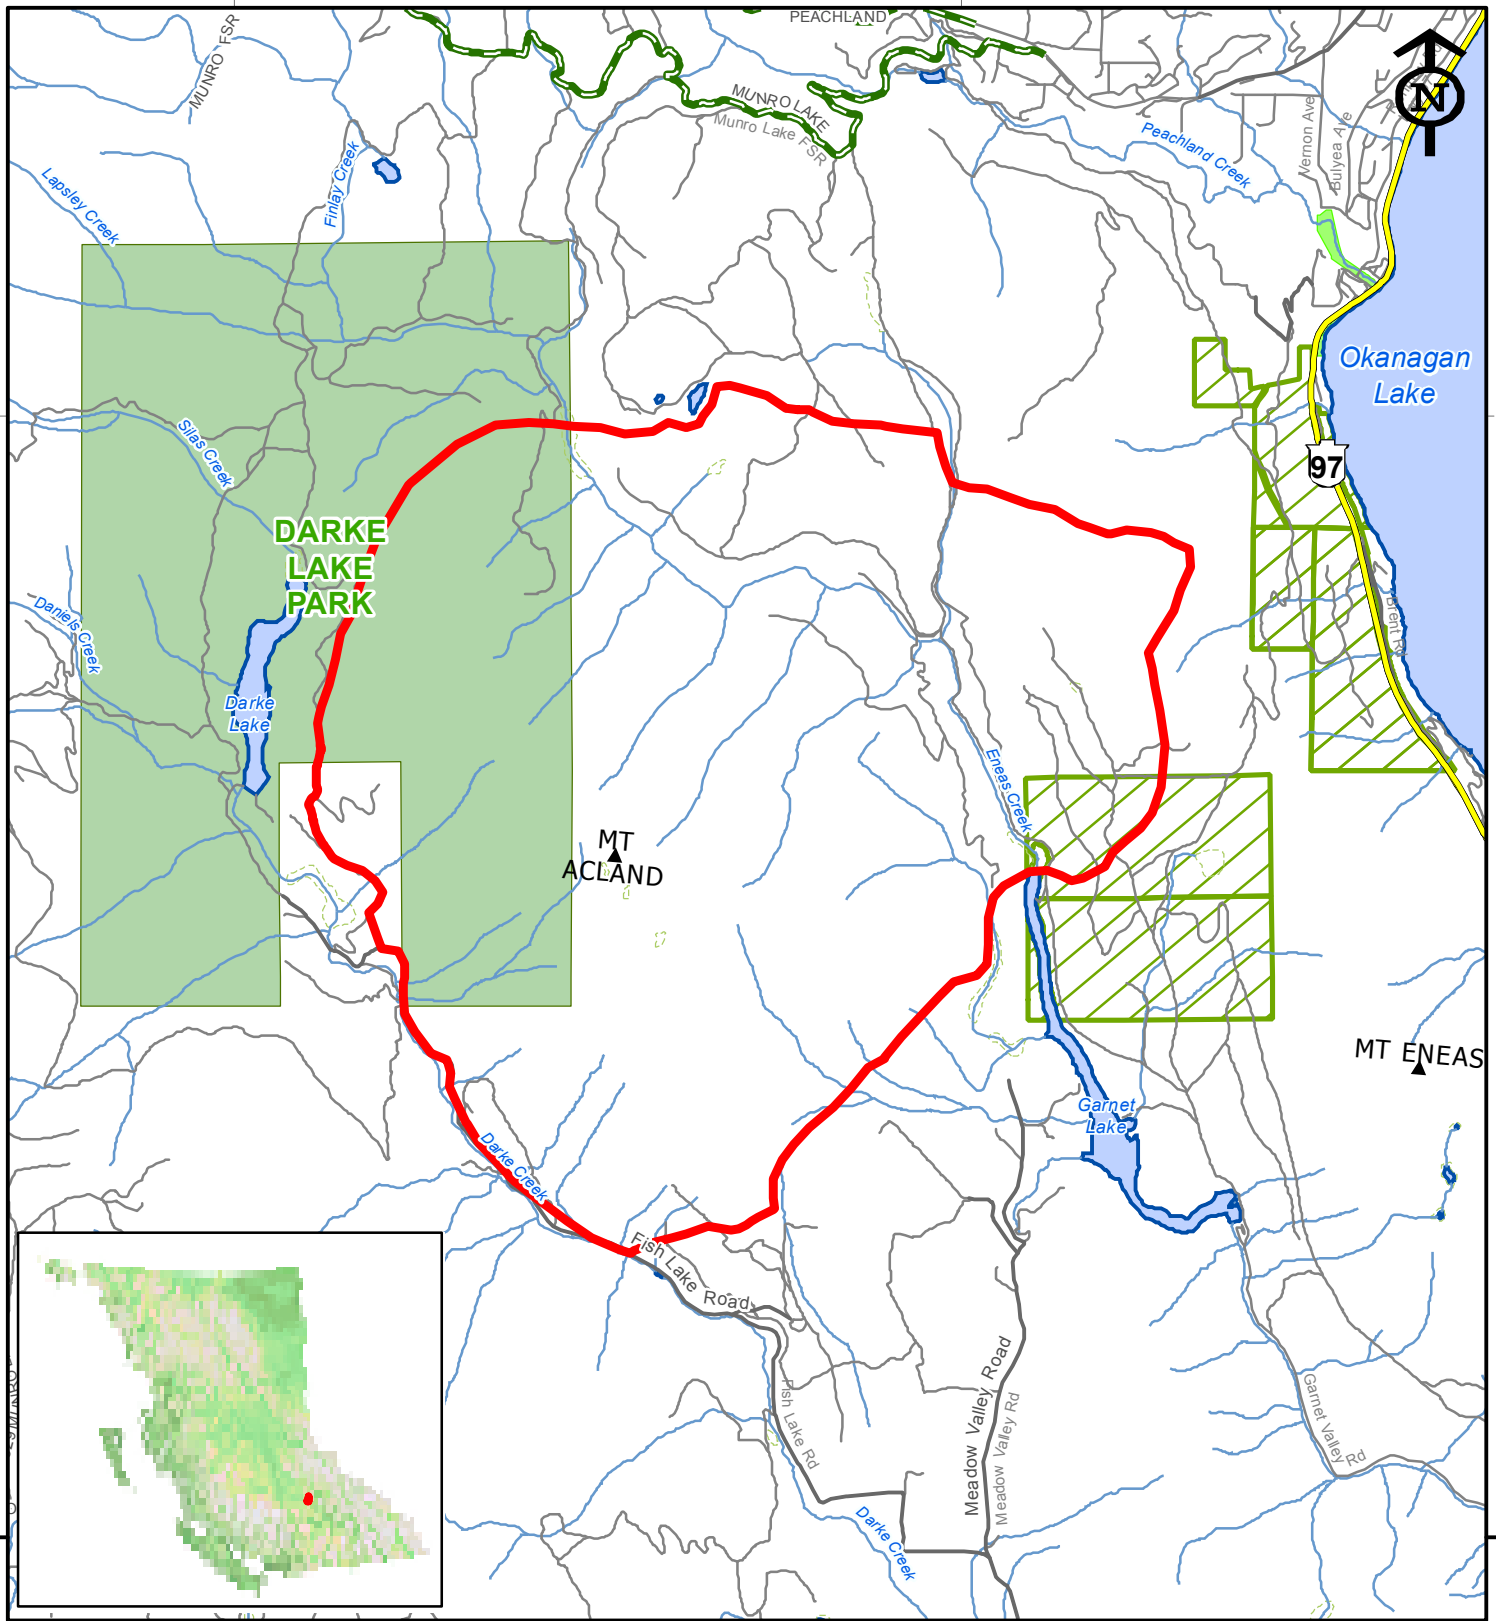 PEACHLAND
MUNRO FSR
MUNRO LAKE
Munro Lake FSR
Peachland Creek
Vernon Ave
Bulyea Ave
N
Lapsley Creek
Finlay Creek
Okanagan
Lake
97
Silas Creek
DARKE
LAKE
PARK
Daniels Creek
Brent Rd
Darke
Lake
Eneas Creek
MT
ACLAND
MT ENEAS
Garnet
Lake
Darke Creek
Fish Lake Road
Fish Lake Rd
Meadow Valley Road
Meadow Valley Rd
Garnet Valley Rd
Darke Creek